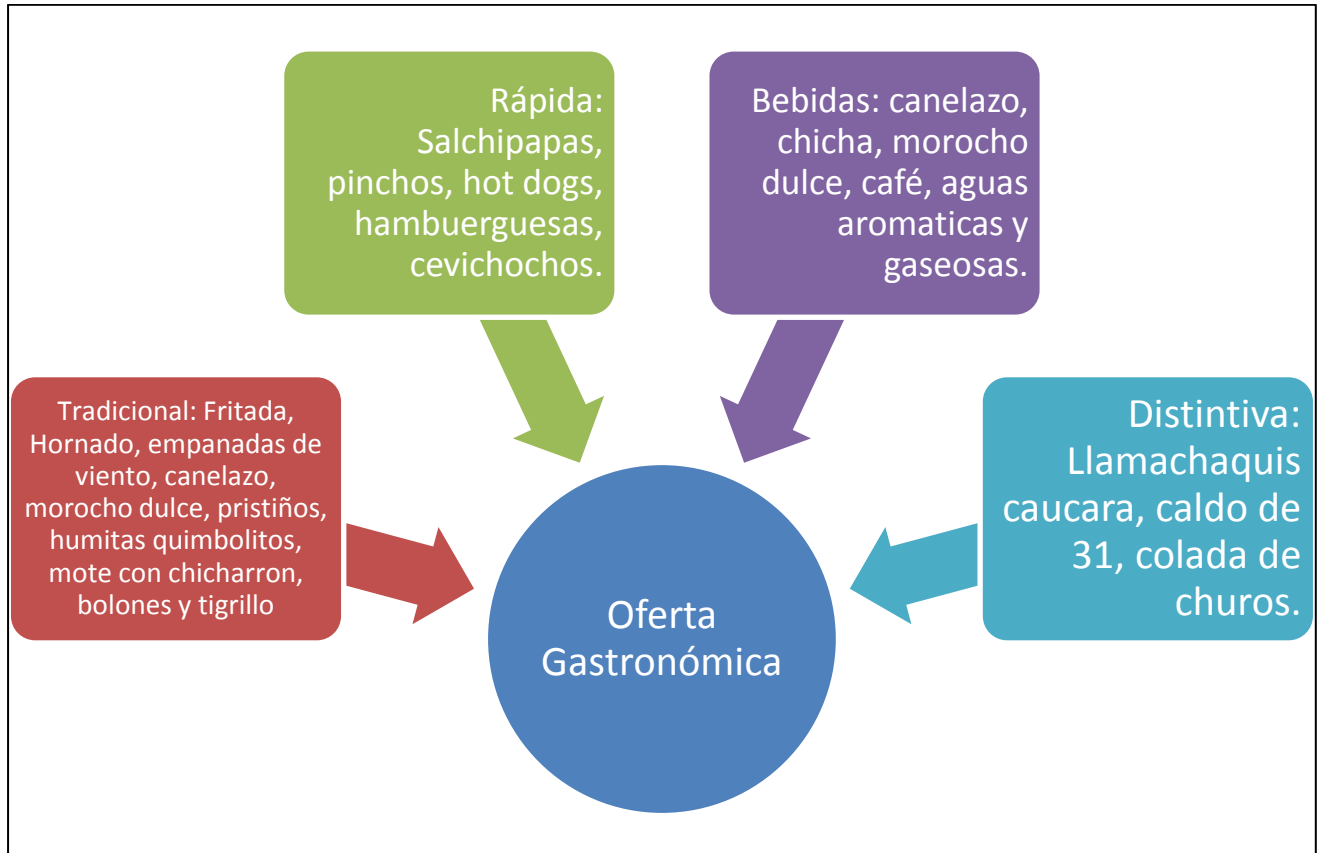 Rápida:
Salchipapas,
pinchos, hot dogs,
hambuerguesas,
cevichochos.
Bebidas: canelazo,
chicha, morocho
dulce, café, aguas
aromaticas y
gaseosas.
Tradicional: Fritada,
Hornado, empanadas de
viento, canelazo,
morocho dulce, pristiños,
humitas quimbolitos,
mote con chicharron,
bolones y tigrillo
Distintiva:
Llamachaquis
caucara, caldo de
31, colada de
churos.
Oferta
Gastronómica